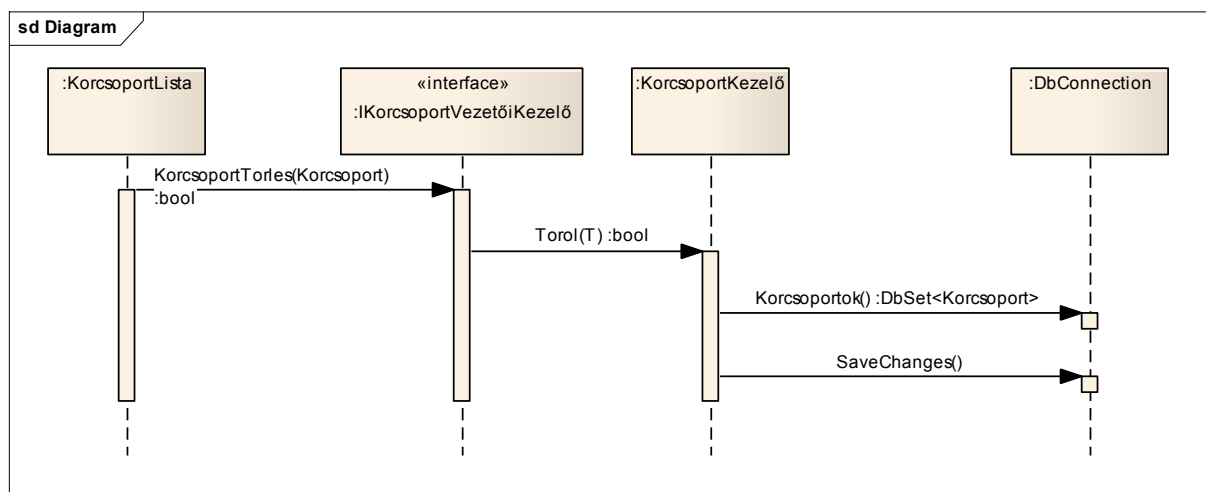 sd Diagram
:KorcsoportLista
«interface»
:IKorcsoportVezetőiKezelő
:KorcsoportKezelő
:DbConnection
KorcsoportTorles(Korcsoport)
:bool
Torol(T) :bool
Korcsoportok() :DbSet<Korcsoport>
SaveChanges()